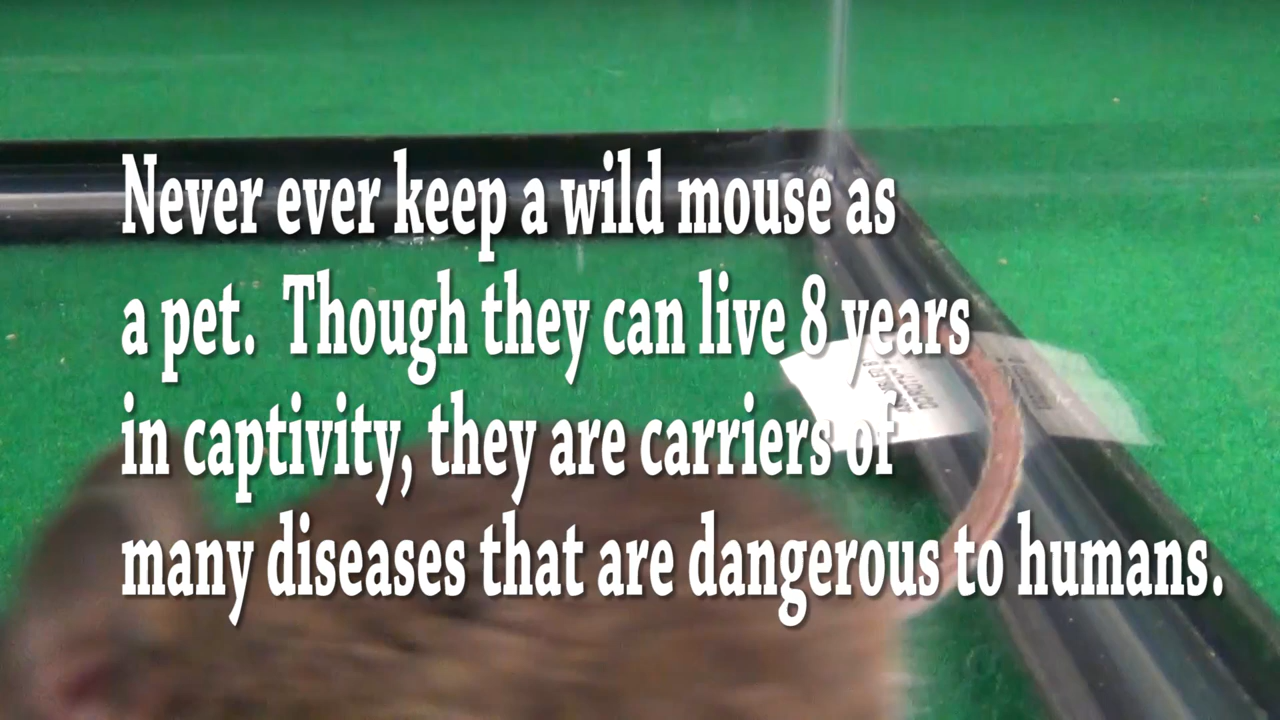 Never ever keep a wild mouse as
a pet.  Though they can live 8 years
in captivity, they are carriers of
many diseases that are dangerous to humans.